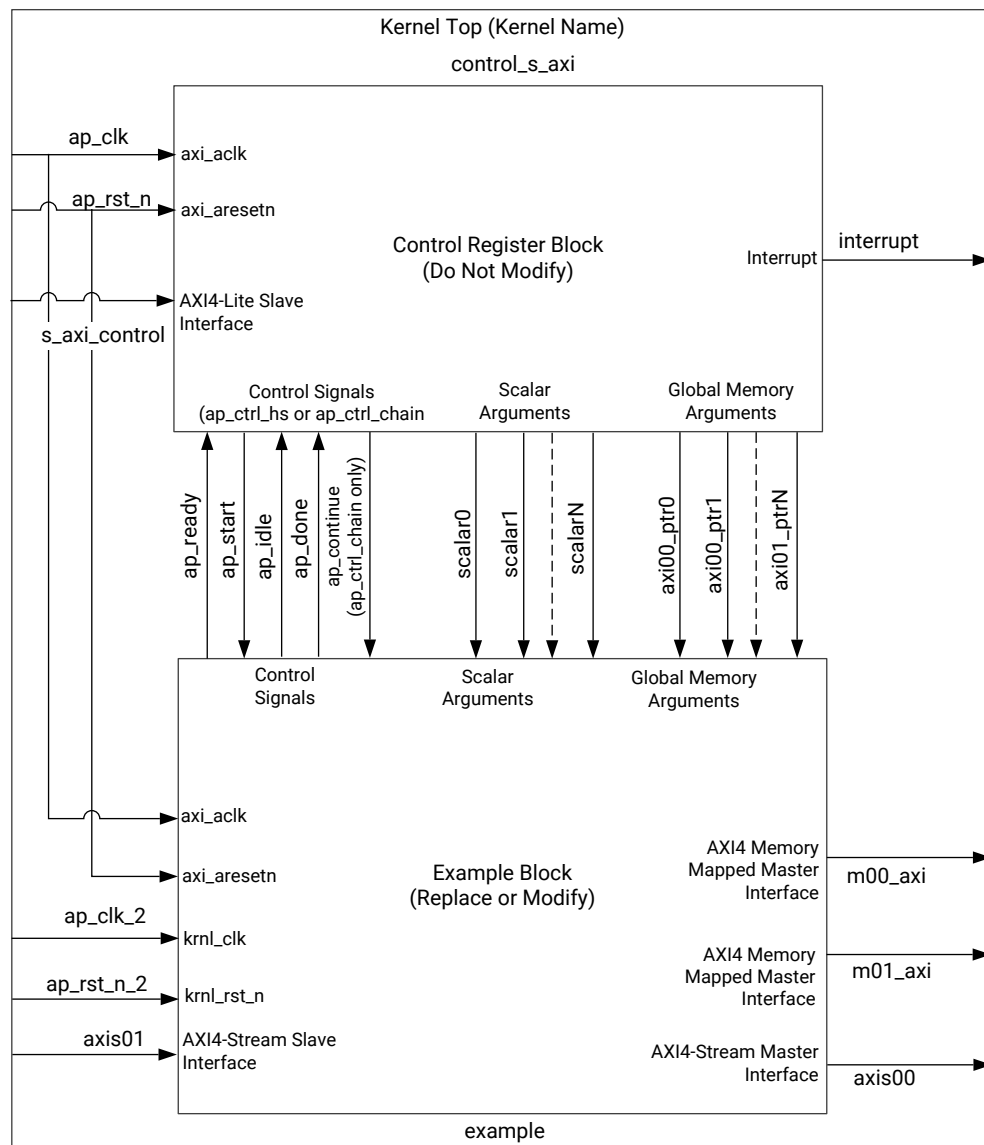 Kernel Top (Kernel Name)
control_s_axi
ap_clk
axi_aclk
ap_rst_n
axi_aresetn
Control Register Block
(Do Not Modify)
Interrupt
interrupt
AXI4-Lite Slave
Interface
s_axi_control
Control Signals
(ap_ctrl_hs or ap_ctrl_chain
Scalar
Arguments
Global Memory
Arguments
ap_ready
ap_start
ap_idle
ap_done
ap_continue
(ap_ctrl_chain only)
scalar0
scalar1
scalarN
axi00_ptr0
axi00_ptr1
axi01_ptrN
Control
Signals
Scalar
Arguments
Global Memory
Arguments
axi_aclk
axi_aresetn
Example Block
(Replace or Modify)
AXI4 Memory
Mapped Master
Interface
m00_axi
ap_clk_2
krnl_clk
AXI4 Memory
Mapped Master
Interface
m01_axi
ap_rst_n_2
krnl_rst_n
axis01
AXI4-Stream Slave
Interface
AXI4-Stream Master
Interface
axis00
example